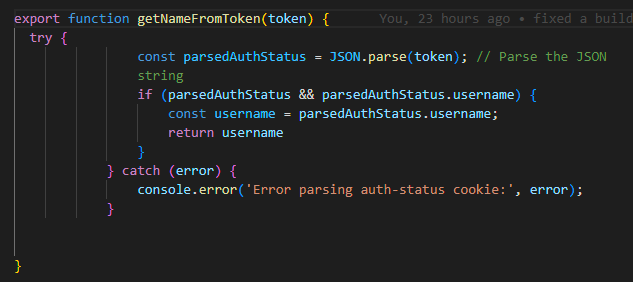 export function getNameFromToken(token) { You, 23 hours ago • fixed a build
try {
const parsedAuthStatus = JSON.parse(token); // Parse the JSON
string
if (parsedAuthStatus && parsedAuthStatus.username) {
const username = parsedAuthStatus.username;
return username
}
} catch (error) {
console.error('Error parsing auth-status cookie:', error);
}
}